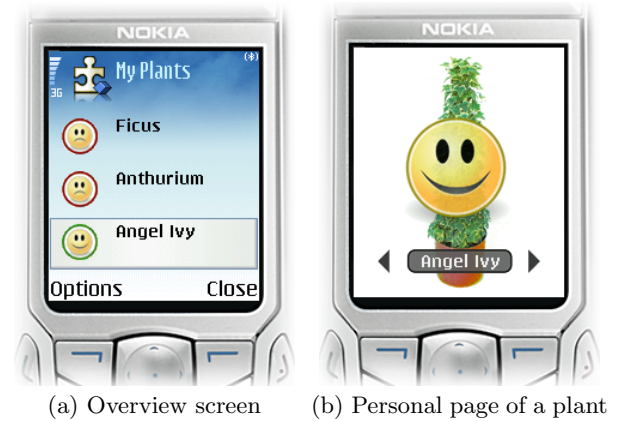 NOKIA
3G
My Plants
Ficus
Anthurium
Angel Ivy
Options
Close
NOKIA
Angel Ivy
(a) Overview screen
(b) Personal page of a plant